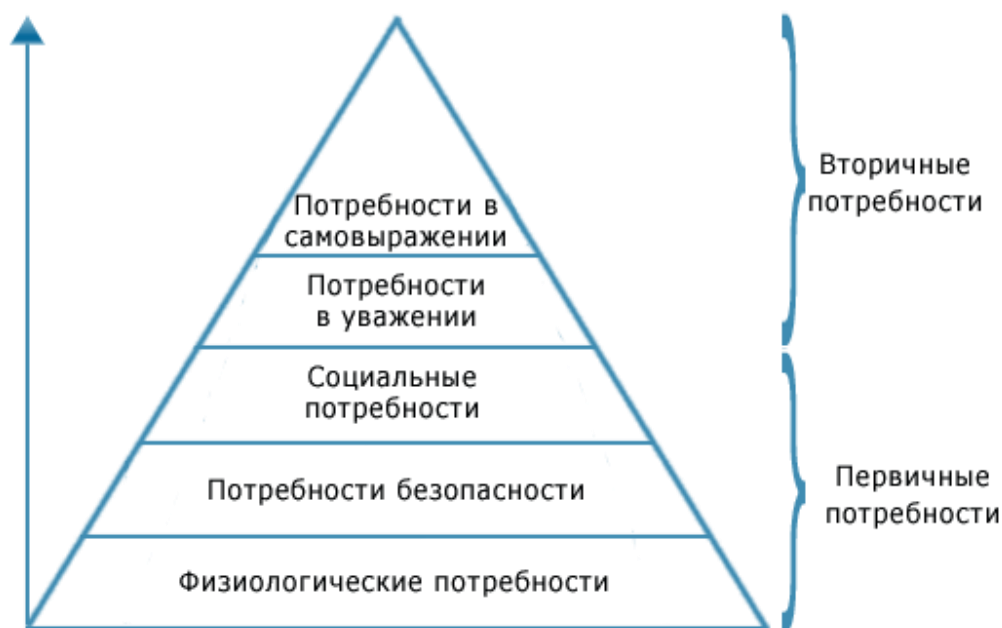 Потребности в
самовыражении
Потребности
в уважении
Социальные
потребности
Потребности безопасности
Физиологические потребности
Вторичные
потребности
Первичные
потребности